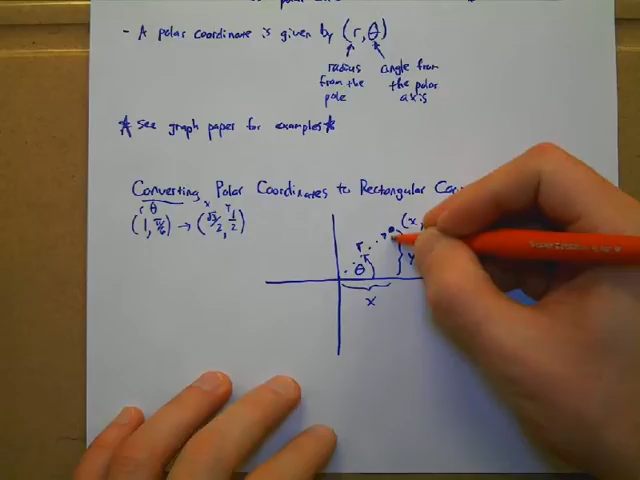 - A polar coordinate is given by (r, θ)
radius angle from
from the the polar
pole axis
* See graph paper for examples *
Converting Polar Coordinates to Rectangular
r θ x y
(1, π/6) → (√3/2, 1/2)
(x,
r
θ
y
x